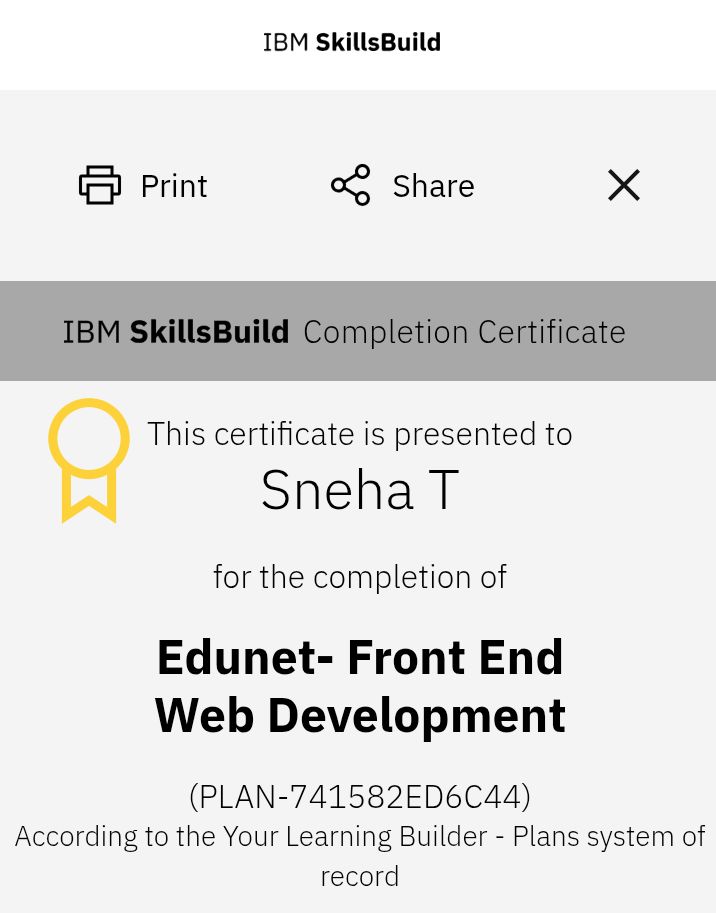 IBM SkillsBuild
Print
Share
IBM SkillsBuild Completion Certificate
This certificate is presented to
Sneha T
for the completion of
Edunet- Front End
Web Development
(PLAN-741582ED6C44)
According to the Your Learning Builder - Plans system of
record